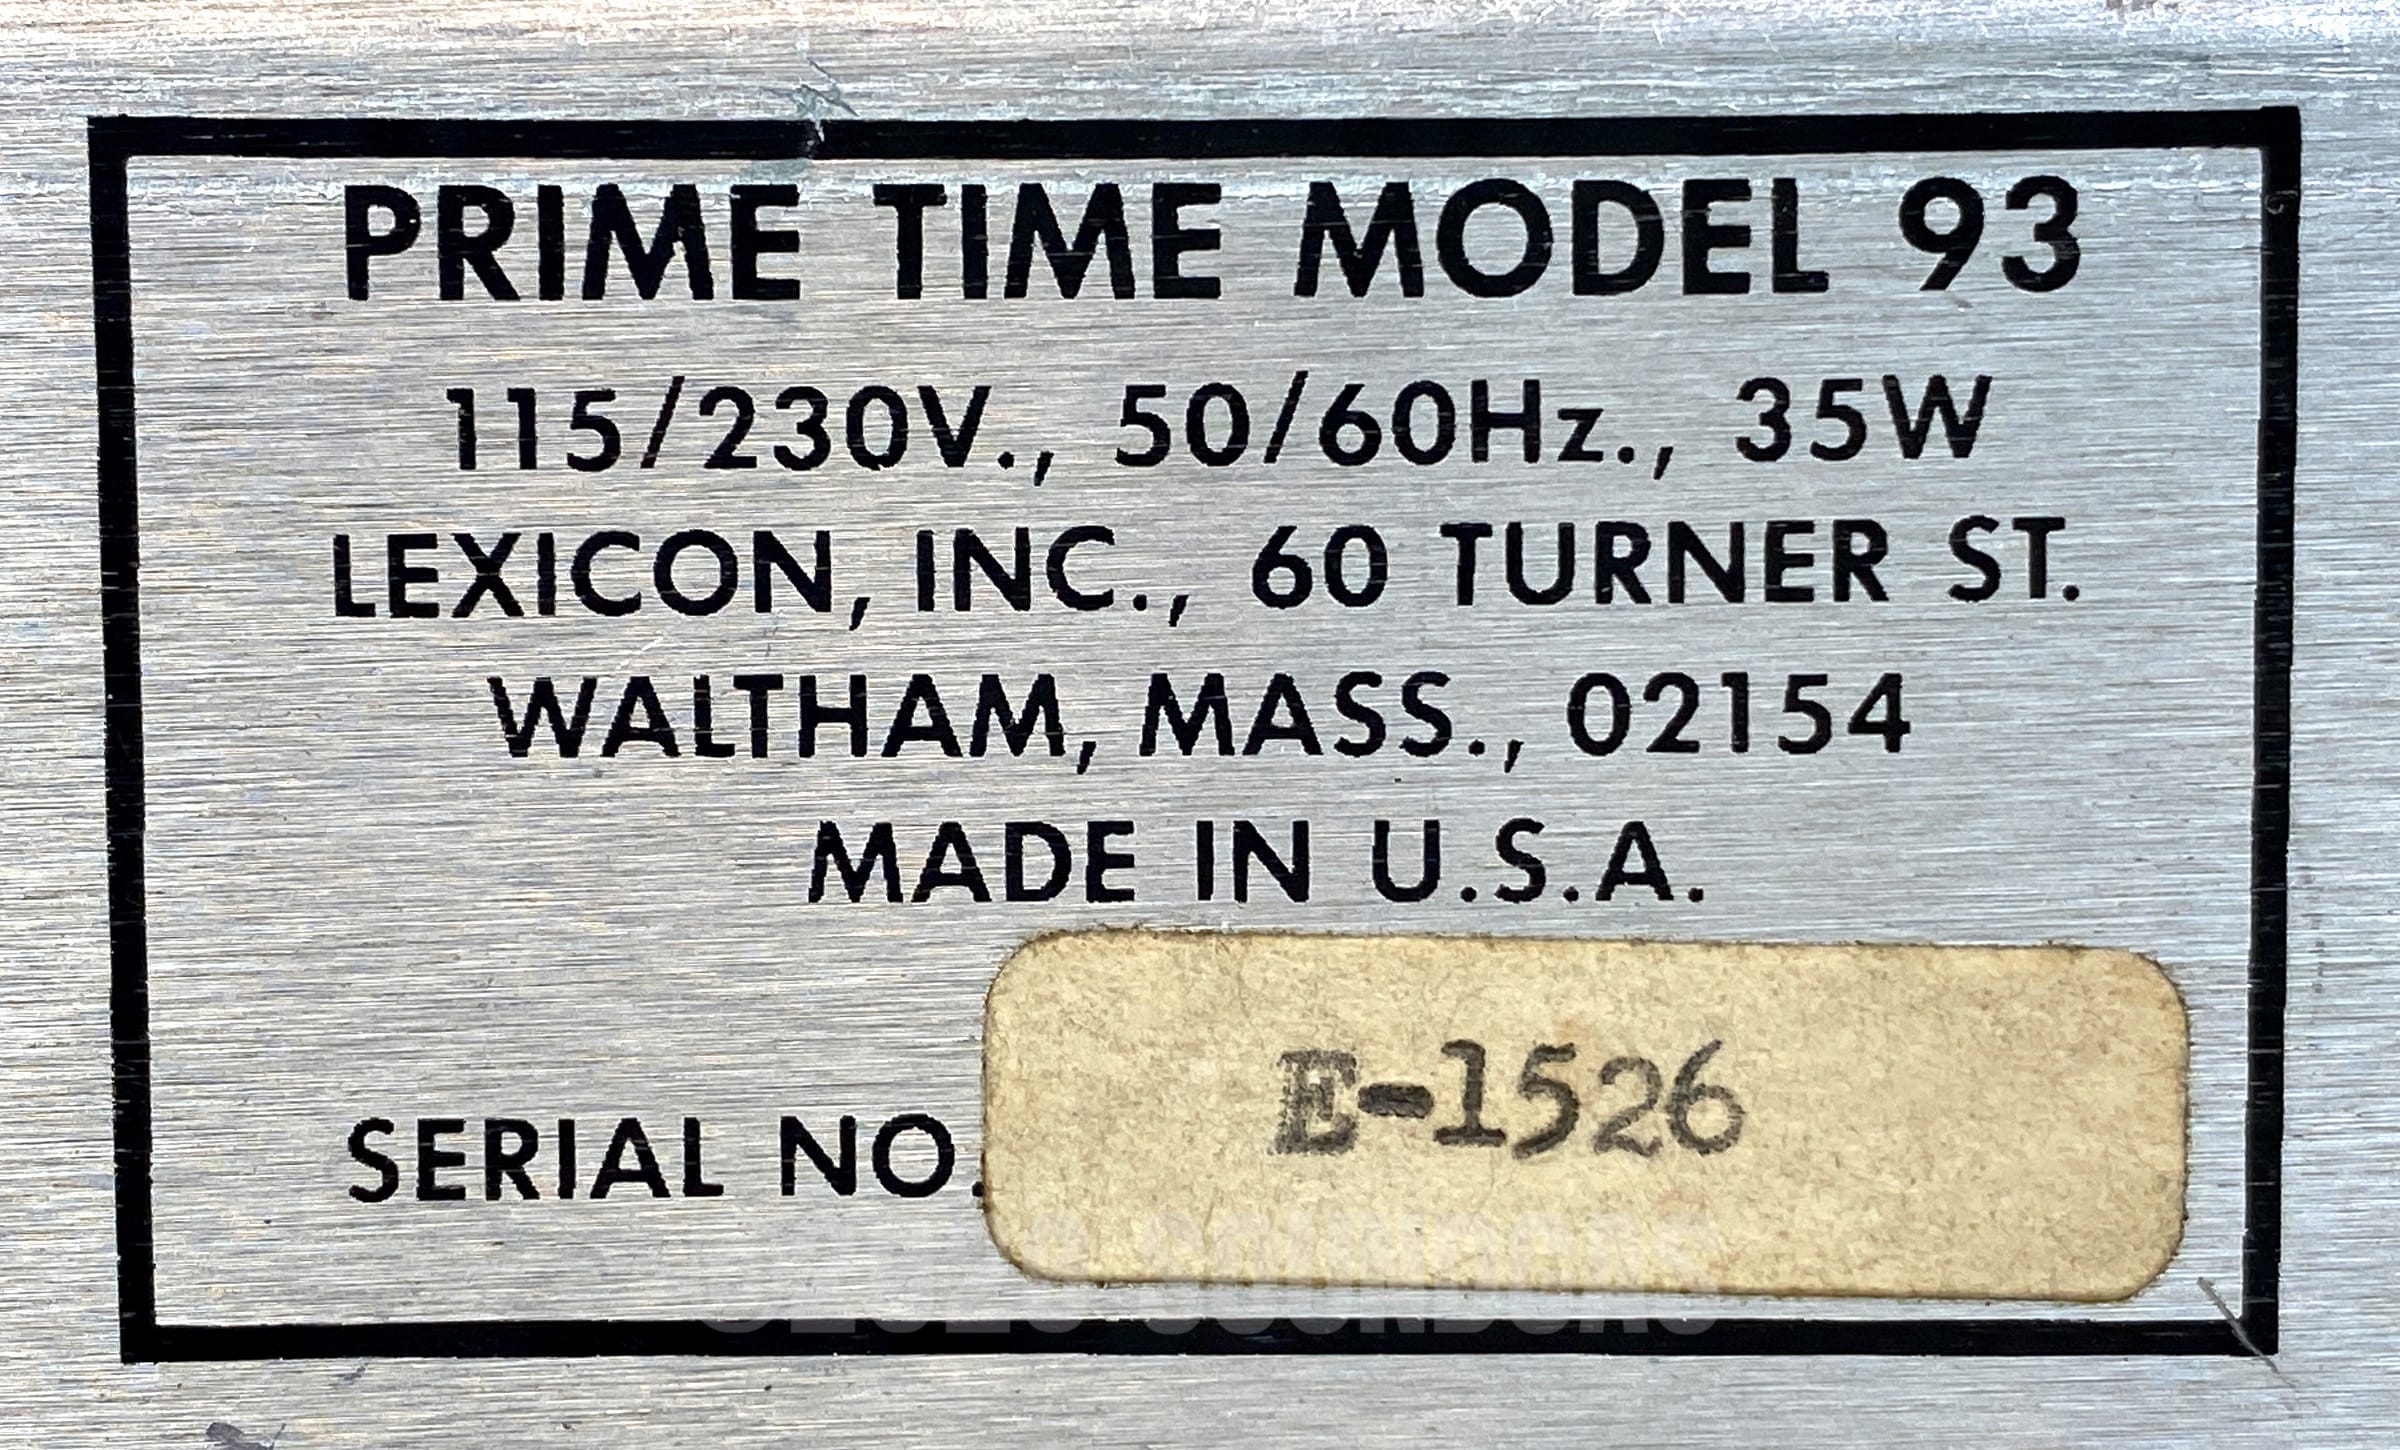 PRIME TIME MODEL 93
115/230V., 50/60Hz., 35W
LEXICON, INC., 60 TURNER ST.
WALTHAM, MASS., 02154
MADE IN U.S.A.
SERIAL NO. E-1526
SOUNDGAS